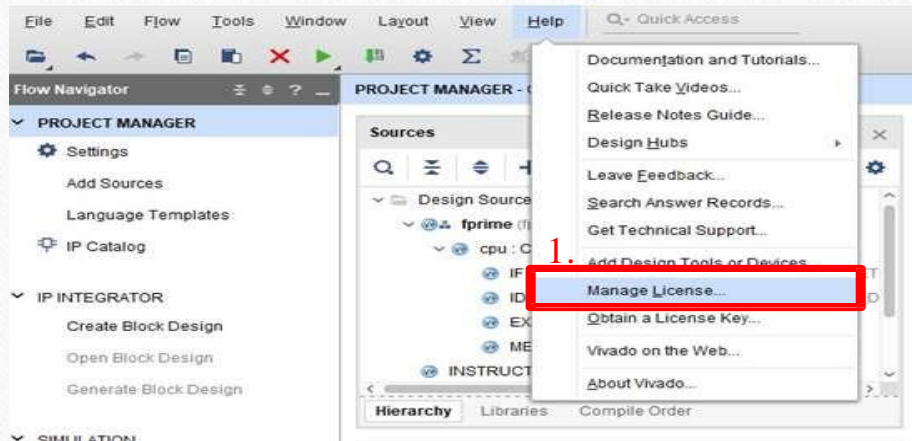 File Edit Flow Tools Window Layout View Help Q- Quick Access
Flow Navigator ? _
PROJECT MANAGER -
PROJECT MANAGER
Settings
Add Sources
Language Templates
IP Catalog
IP INTEGRATOR
Create Block Design
Open Block Design
Generate Block Design
SIMULATION
Sources
Design Source
fprime
cpu : C
IF
ID
EX
ME
INSTRUCT
Hierarchy Libraries Compile Order
Documentation and Tutorials...
Quick Take Videos...
Release Notes Guide...
Design Hubs
Leave Feedback...
Search Answer Records...
Get Technical Support...
1.
Add Design Tools or Devices...
Manage License...
Obtain a License Key...
Vivado on the Web...
About Vivado...